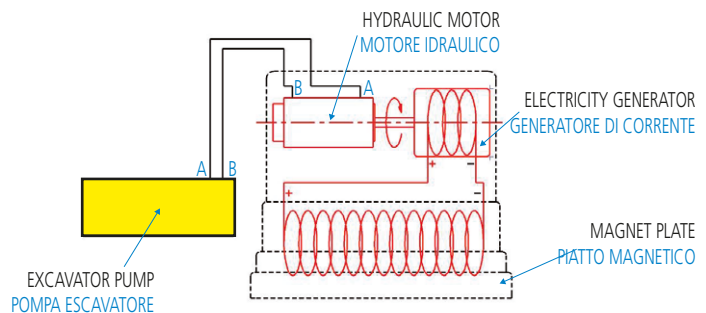 HYDRAULIC MOTOR
MOTORE IDRAULICO
B
A
ELECTRICITY GENERATOR
GENERATORE DI CORRENTE
A
B
+
−
+
−
MAGNET PLATE
PIATTO MAGNETICO
EXCAVATOR PUMP
POMPA ESCAVATORE